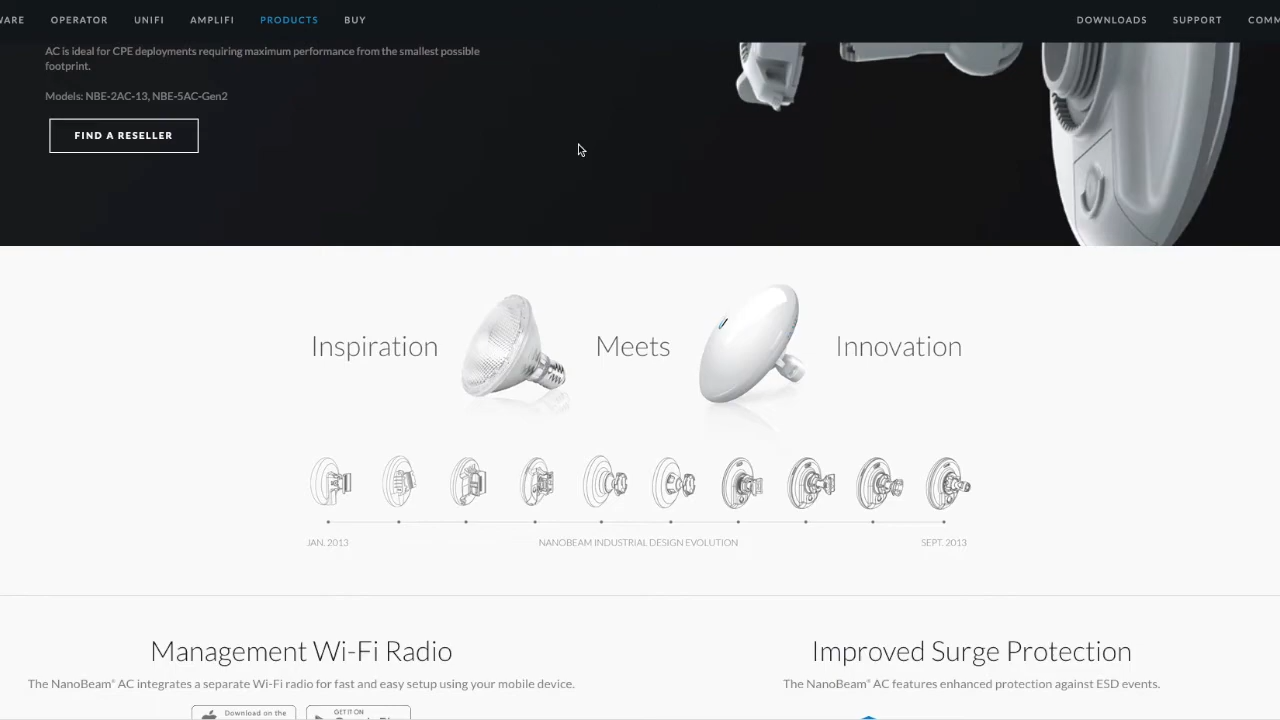 OPERATOR UNIFI AMPLIFI PRODUCTS BUY DOWNLOADS SUPPORT
AC is ideal for CPE deployments requiring maximum performance from the smallest possible
footprint.
Models: NBE-2AC-13, NBE-5AC-Gen2
FIND A RESELLER
Inspiration Meets Innovation
JAN. 2013 NANOBEAM INDUSTRIAL DESIGN EVOLUTION SEPT. 2013
Management Wi-Fi Radio
The NanoBeam® AC integrates a separate Wi-Fi radio for fast and easy setup using your mobile device.
Download on the
GET IT ON
Improved Surge Protection
The NanoBeam® AC features enhanced protection against ESD events.